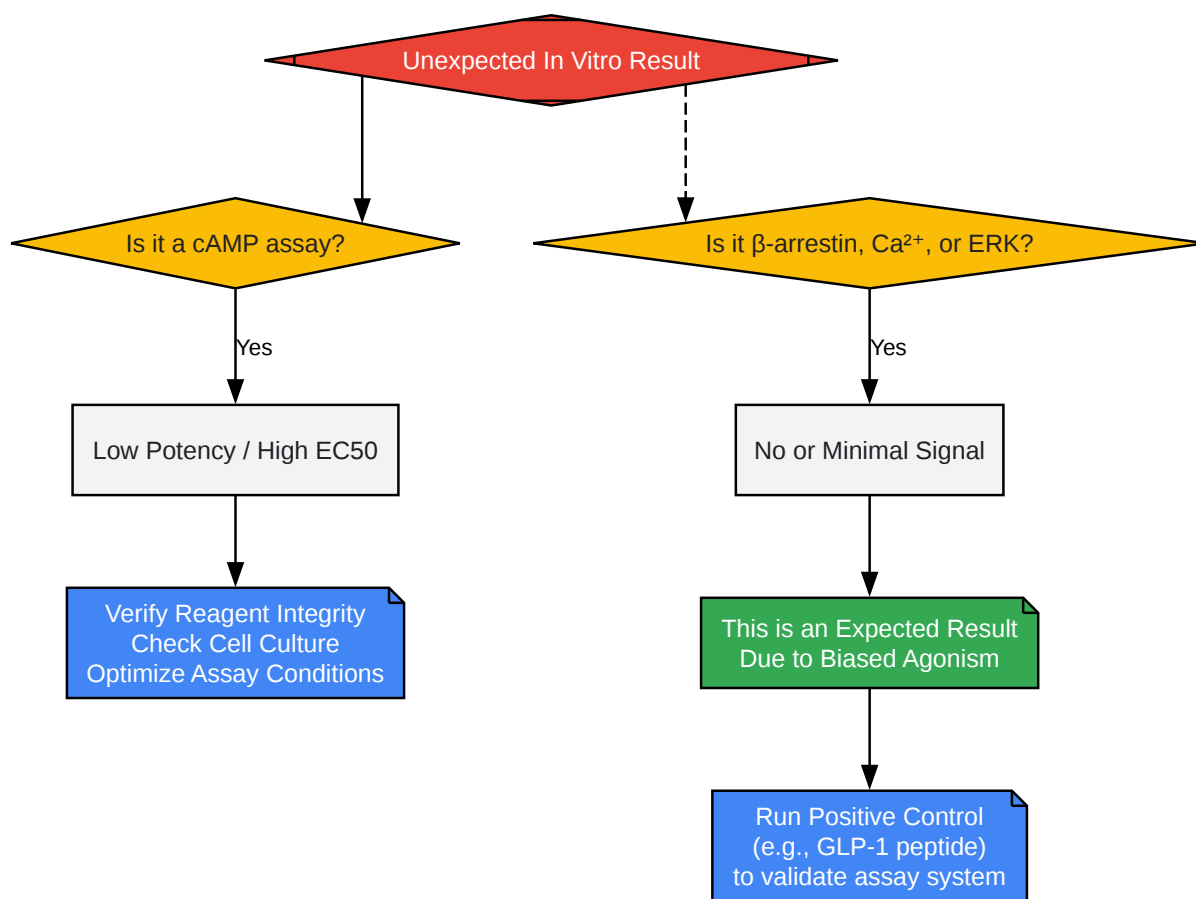 Unexpected In Vitro Result
Is it a cAMP assay?
Is it β-arrestin, Ca²⁺, or ERK?
Yes
Yes
Low Potency / High EC50
No or Minimal Signal
Verify Reagent Integrity
Check Cell Culture
Optimize Assay Conditions
This is an Expected Result
Due to Biased Agonism
Run Positive Control
(e.g., GLP-1 peptide)
to validate assay system